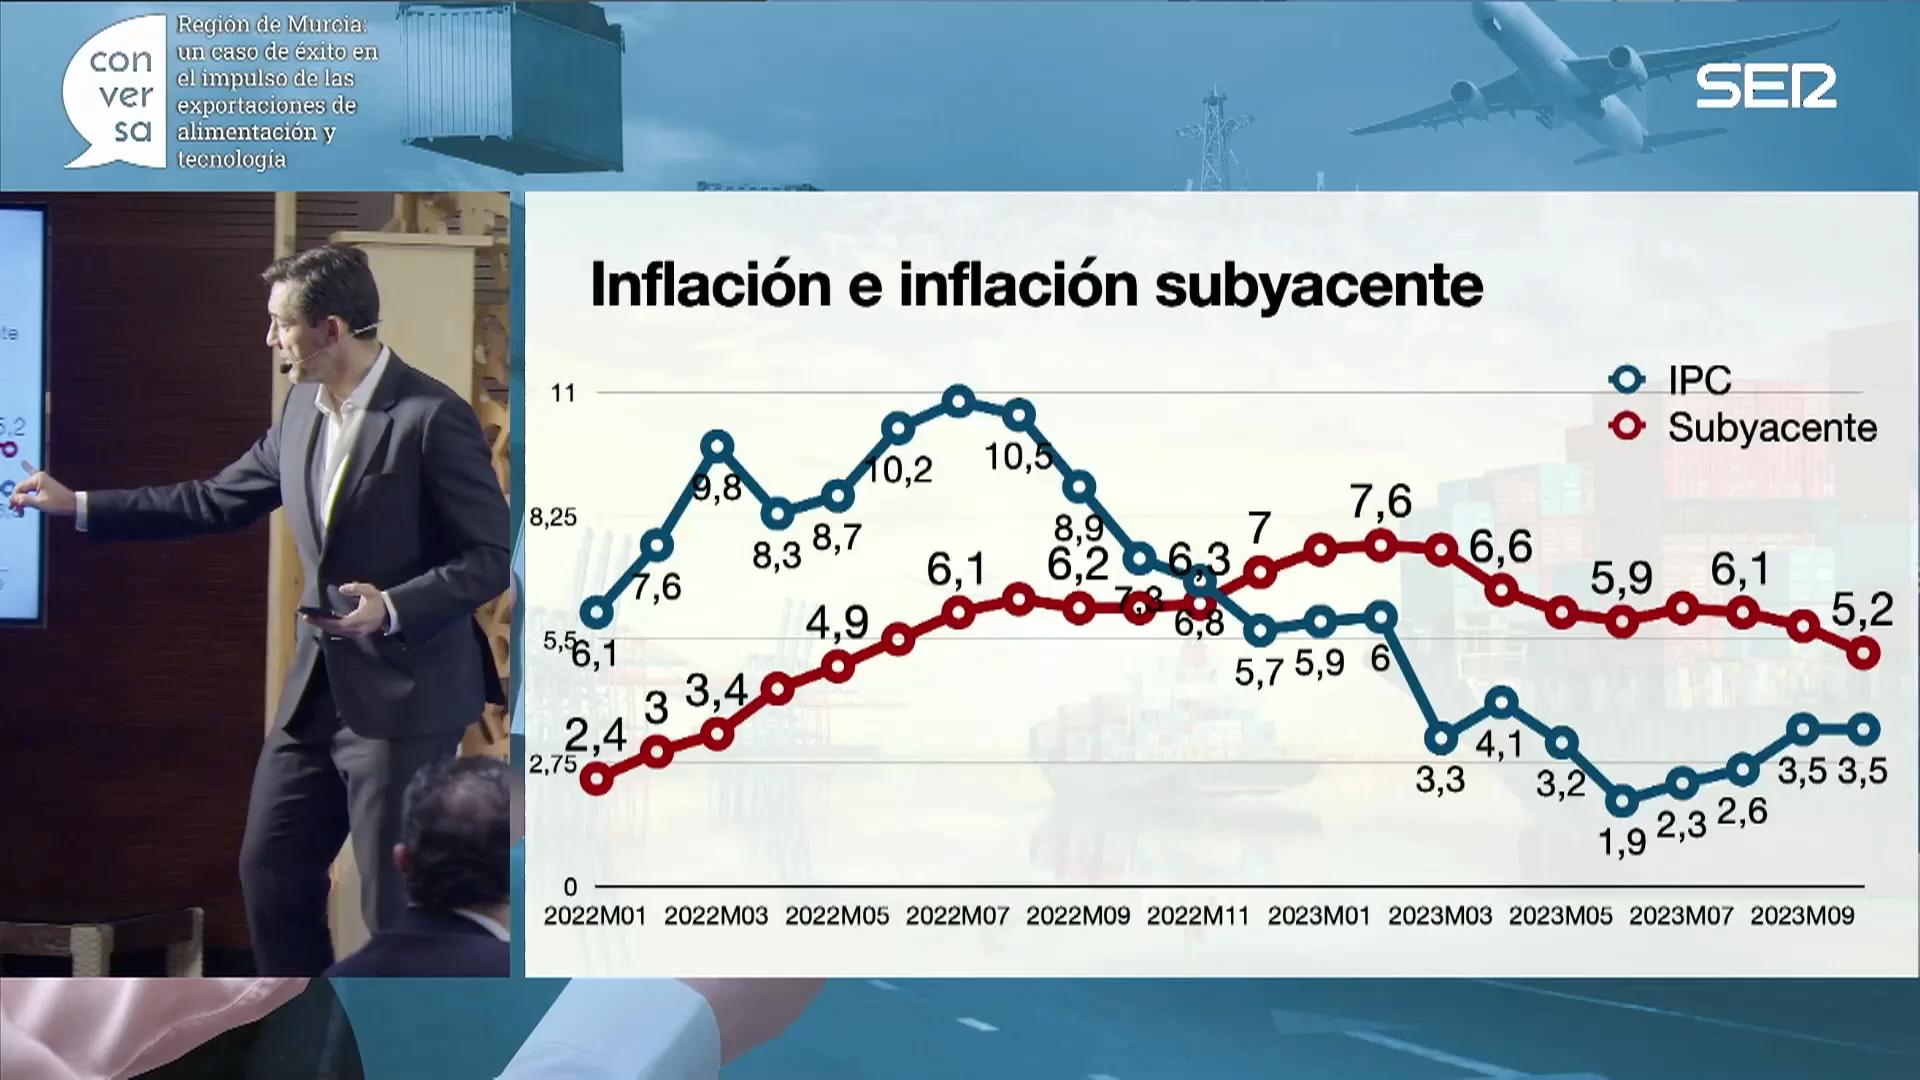 con
ver
sa
Región de Murcia:
un caso de éxito en
el impulso de las
exportaciones de
alimentación y
tecnología
SER
5,2
Inflación e inflación subyacente
IPC
Subyacente
11
8,25
5,5
2,75
0
6,1
7,6
9,8
8,3
8,7
10,2
10,5
8,9
7,3
6,8
5,7
5,9
6
3,3
4,1
3,2
1,9
2,3
2,6
3,5
3,5
2,4
3
3,4
4,9
6,1
6,2
6,3
7
7,6
6,6
5,9
6,1
5,2
2022M01 2022M03 2022M05 2022M07 2022M09 2022M11 2023M01 2023M03 2023M05 2023M07 2023M09